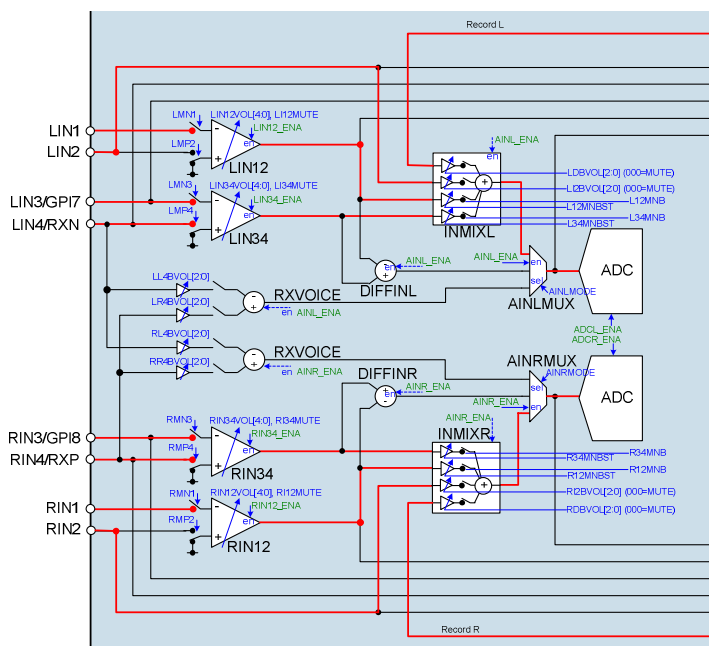 Record L
LMN1
LIN12VOL[4:0], LI12MUTE
LIN12_ENA
LIN1
LIN2
LMP2
-
+
en
LIN12
AINL_ENA
en
LDBVOL[2:0] (000=MUTE)
LI2BVOL[2:0] (000=MUTE)
L12MNB
L12MNBST
L34MNB
L34MNBST
+
INMIXL
LMN3
LIN34VOL[4:0], LI34MUTE
LIN34_ENA
LIN3/GPI7
LIN4/RXN
LMP4
-
+
en
LIN34
AINL_ENA
en
-
+
DIFFINL
AINL_ENA
en
sel
AINLMODE
AINLMUX
ADC
LL4BVOL[2:0]
LR4BVOL[2:0]
-
+
RXVOICE
en AINL_ENA
ADCL_ENA
ADCR_ENA
RL4BVOL[2:0]
RR4BVOL[2:0]
-
+
RXVOICE
en AINR_ENA
DIFFINR
AINR_ENA
en
+
-
AINRMUX
AINRMODE
sel
AINR_ENA
en
ADC
RMN3
RIN34VOL[4:0], RI34MUTE
RIN34_ENA
RIN3/GPI8
RIN4/RXP
RMP4
-
+
en
RIN34
AINR_ENA
en
R34MNB
R34MNBST
R12MNB
R12MNBST
RI2BVOL[2:0] (000=MUTE)
RDBVOL[2:0] (000=MUTE)
+
INMIXR
RMN1
RIN12VOL[4:0], RI12MUTE
RIN12_ENA
RIN1
RIN2
RMP2
-
+
en
RIN12
Record R